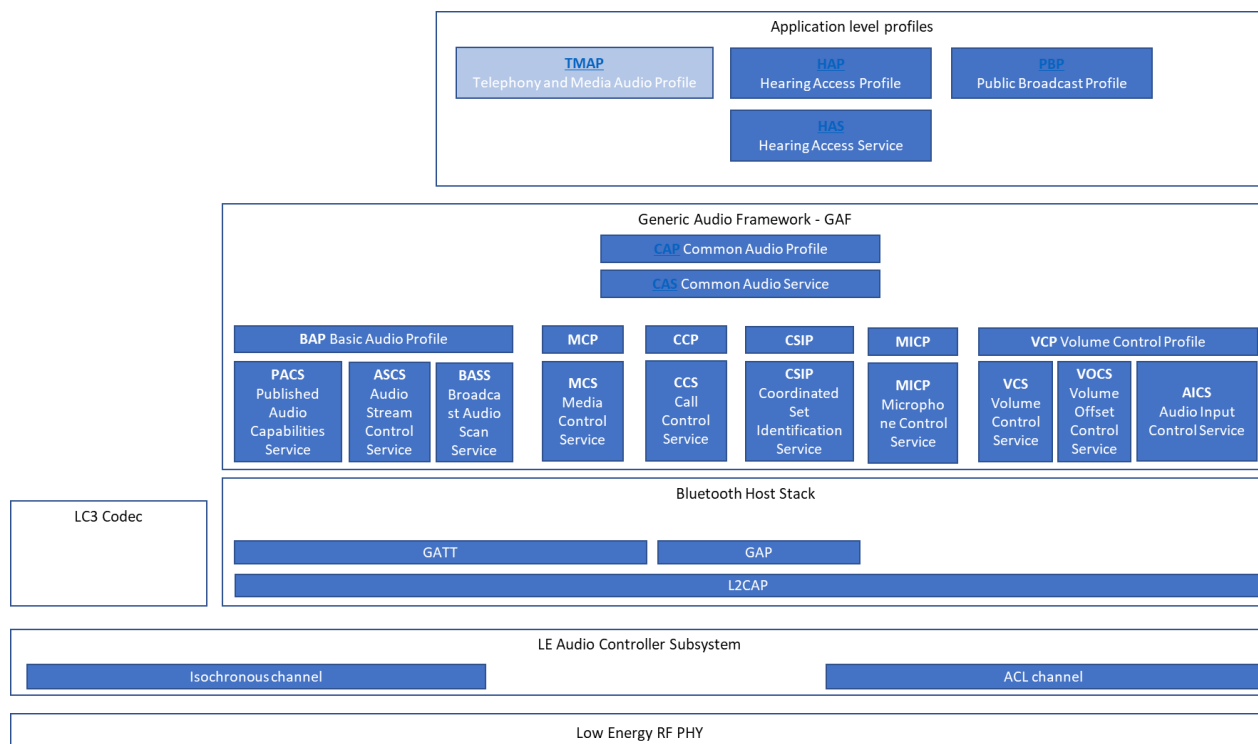 Application level profiles
TMAP
Telephony and Media Audio Profile
HAP
Hearing Access Profile
PBP
Public Broadcast Profile
HAS
Hearing Access Service
Generic Audio Framework - GAF
CAP Common Audio Profile
CAS Common Audio Service
BAP Basic Audio Profile
MCP
CCP
CSIP
MICP
VCP Volume Control Profile
PACS
Published
Audio
Capabilities
Service
ASCS
Audio
Stream
Control
Service
BASS
Broadca
st Audio
Scan
Service
MCS
Media
Control
Service
CCS
Call
Control
Service
CSIP
Coordinated
Set
Identification
Service
MICP
Micropho
ne Control
Service
VCS
Volume
Control
Service
VOCS
Volume
Offset
Control
Service
AICS
Audio Input
Control Service
LC3 Codec
Bluetooth Host Stack
GATT
GAP
L2CAP
LE Audio Controller Subsystem
Isochronous channel
ACL channel
Low Energy RF PHY